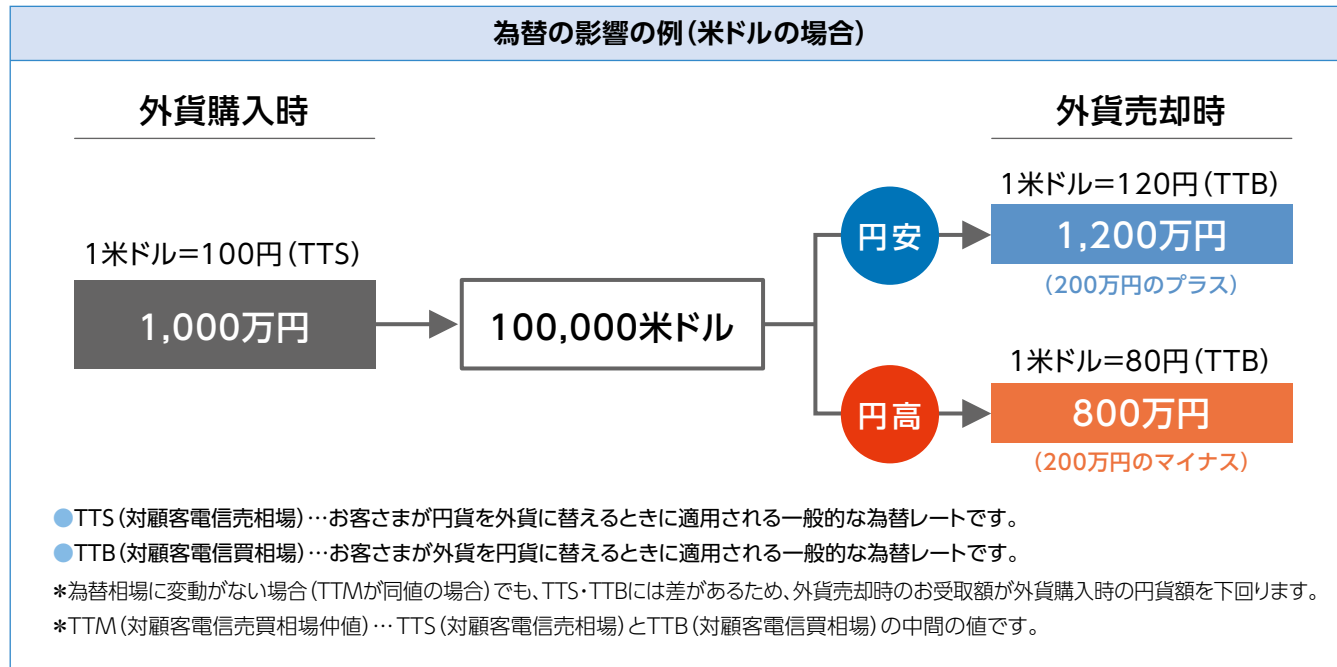 為替の影響の例（米ドルの場合）
外貨購入時
外貨売却時
1米ドル＝100円（TTS）
1,000万円
100,000米ドル
円安
1米ドル＝120円（TTB）
1,200万円
（200万円のプラス）
円高
1米ドル＝80円（TTB）
800万円
（200万円のマイナス）
●TTS（対顧客電信売相場）…お客さまが円貨を外貨に替えるときに適用される一般的な為替レートです。
●TTB（対顧客電信買相場）…お客さまが外貨を円貨に替えるときに適用される一般的な為替レートです。
＊為替相場に変動がない場合（TTMが同値の場合）でも、TTS・TTBには差があるため、外貨売却時のお受取額が外貨購入時の円貨額を下回ります。
＊TTM（対顧客電信売買相場仲値）…TTS（対顧客電信売相場）とTTB（対顧客電信買相場）の中間の値です。